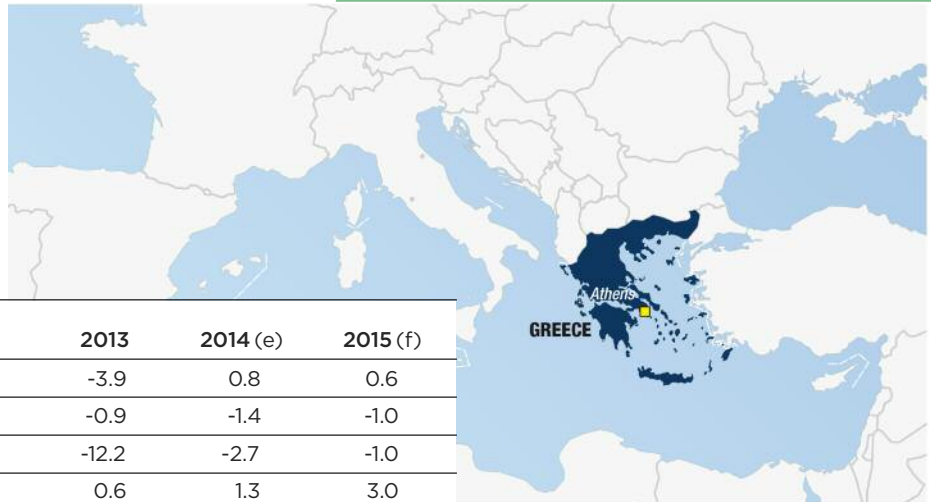 Athens
GREECE
2013 2014 (e) 2015 (f)
-3.9 0.8 0.6
-0.9 -1.4 -1.0
-12.2 -2.7 -1.0
0.6 1.3 3.0